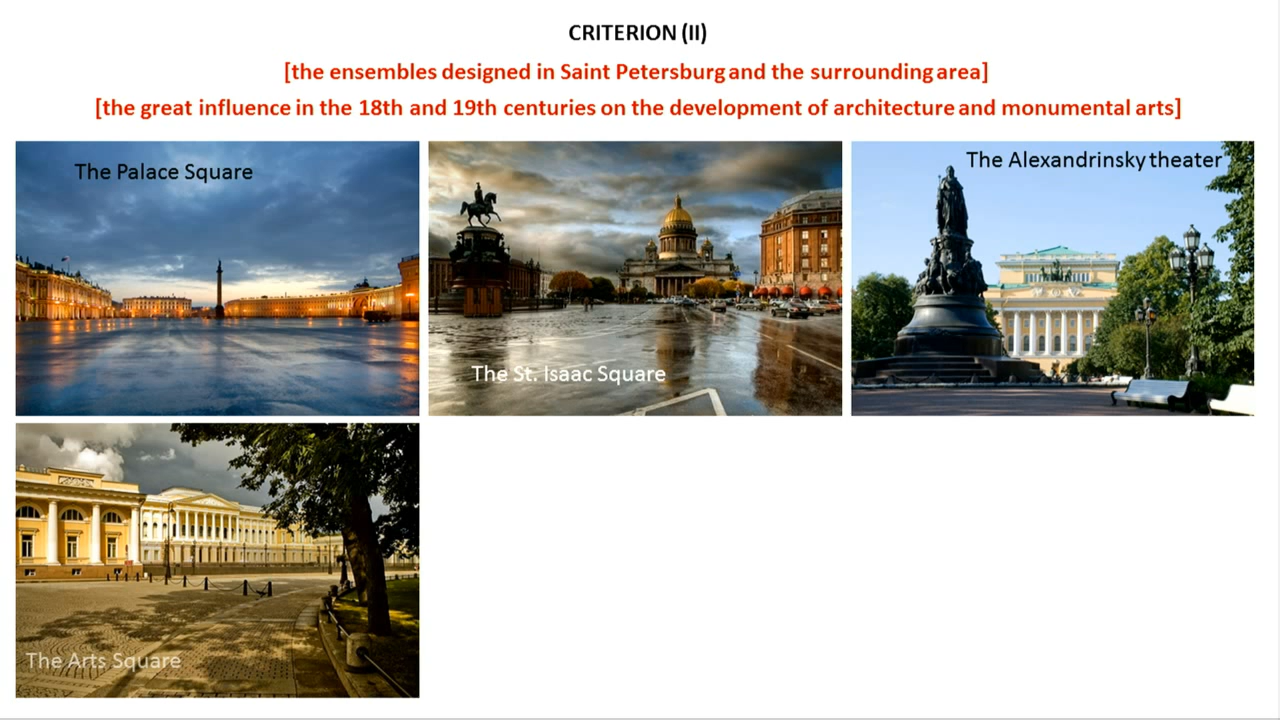 CRITERION (II)
[the ensembles designed in Saint Petersburg and the surrounding area]
[the great influence in the 18th and 19th centuries on the development of architecture and monumental arts]
The Palace Square
The St. Isaac Square
The Alexandrinsky theater
The Arts Square